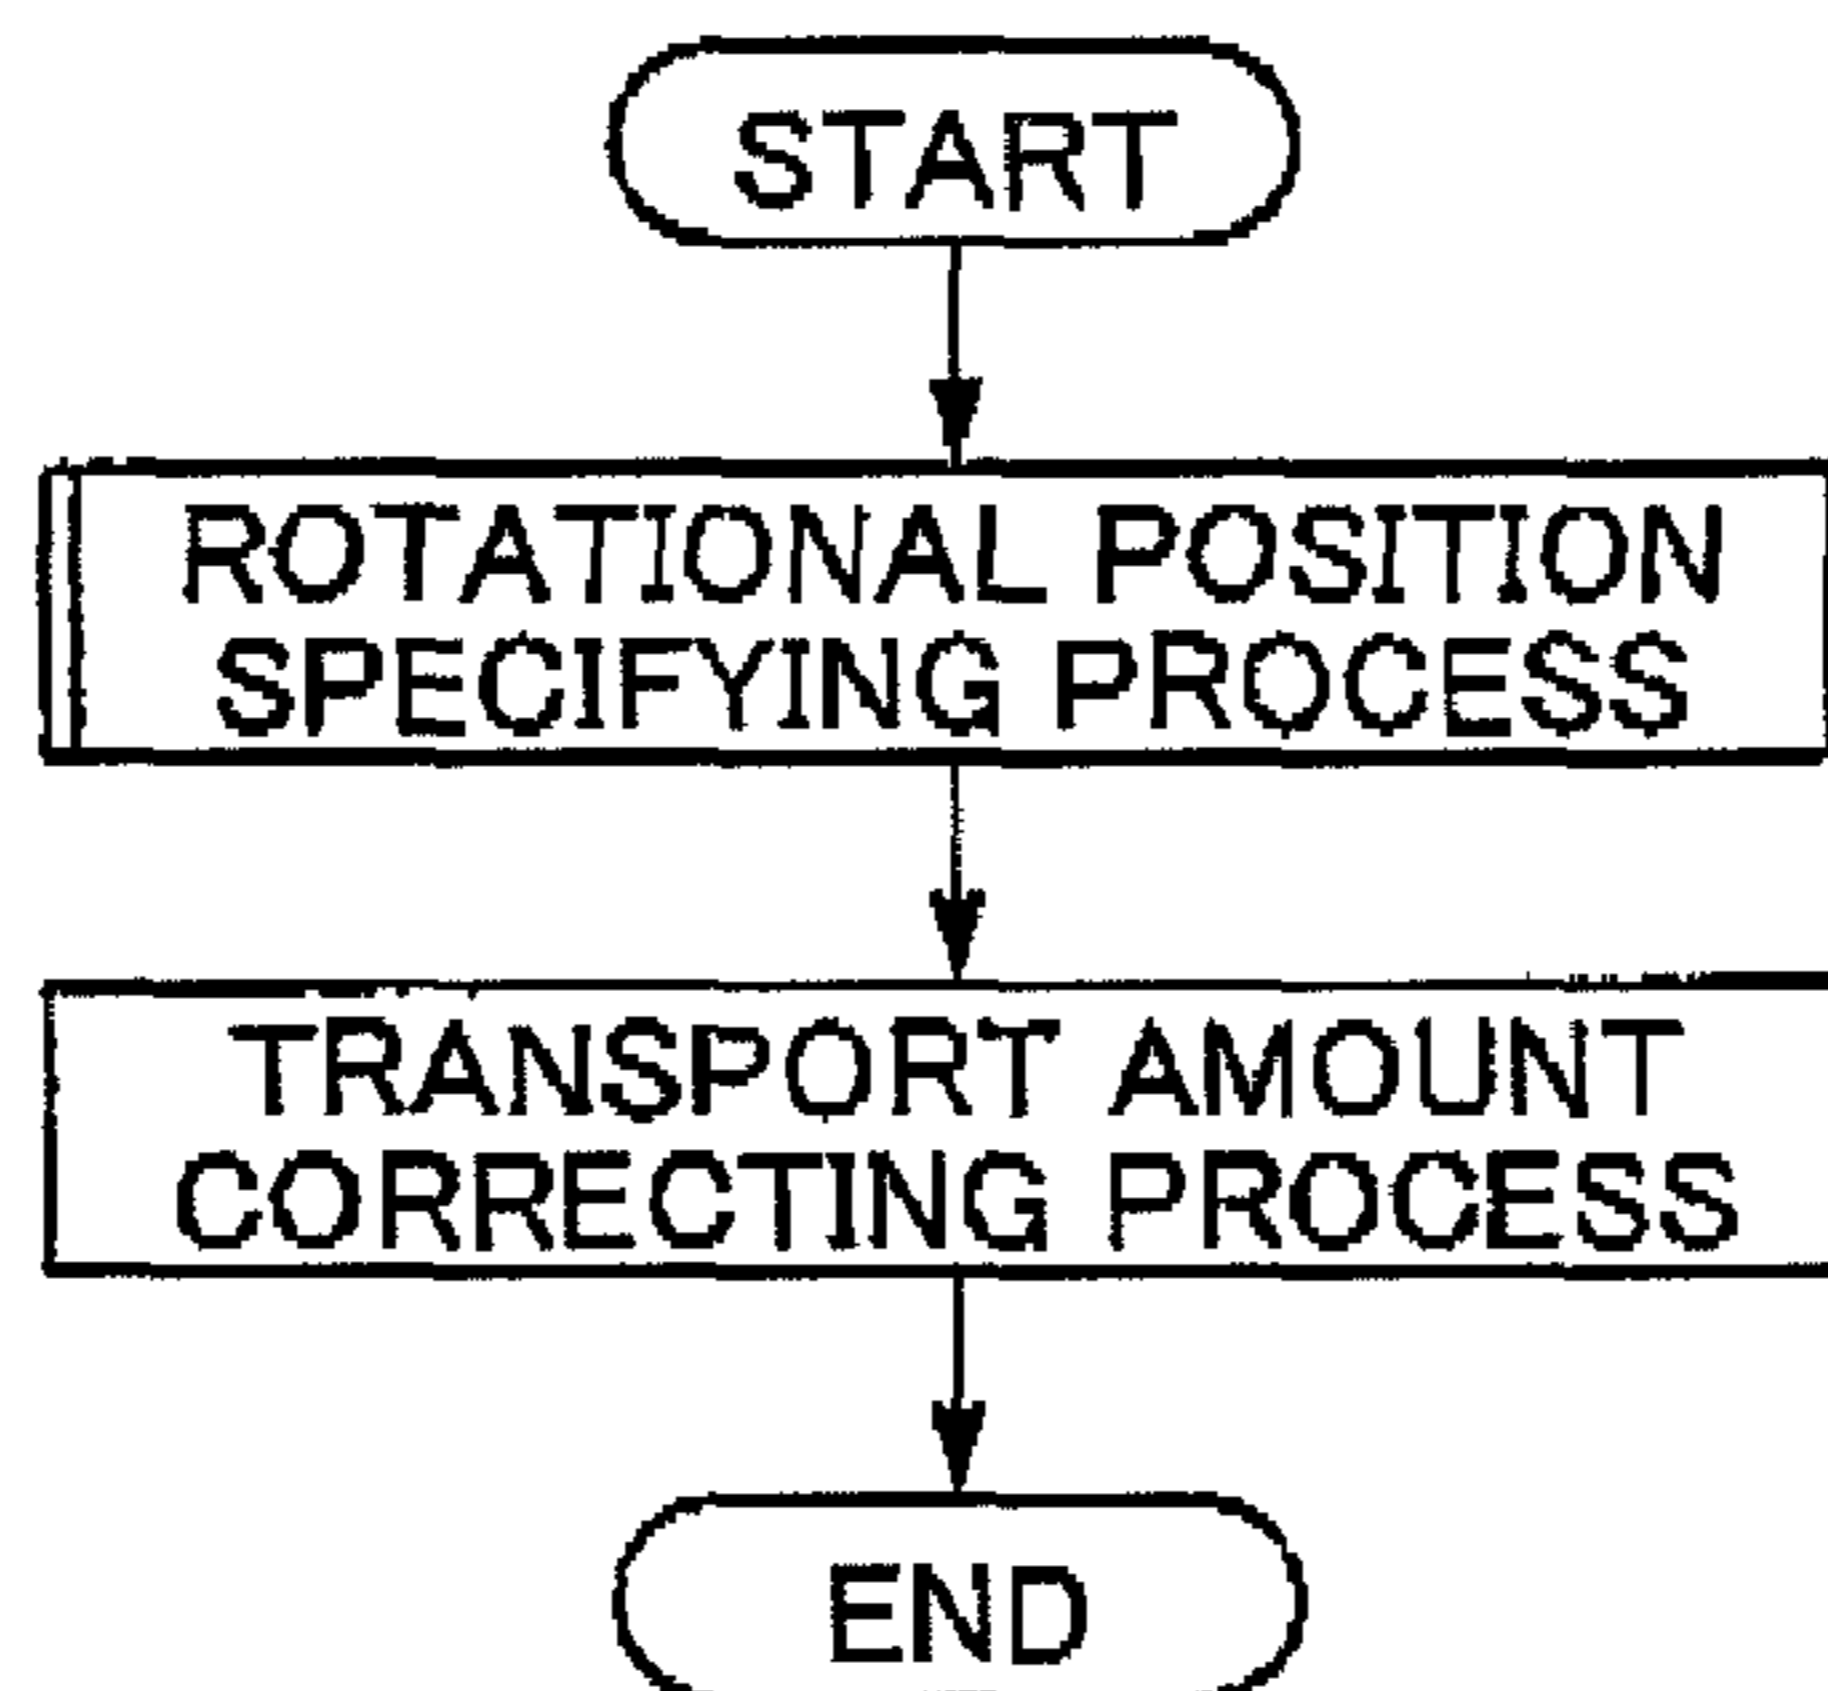 START
ROTATIONAL POSITION
SPECIFYING PROCESS
TRANSPORT AMOUNT
CORRECTING PROCESS
END